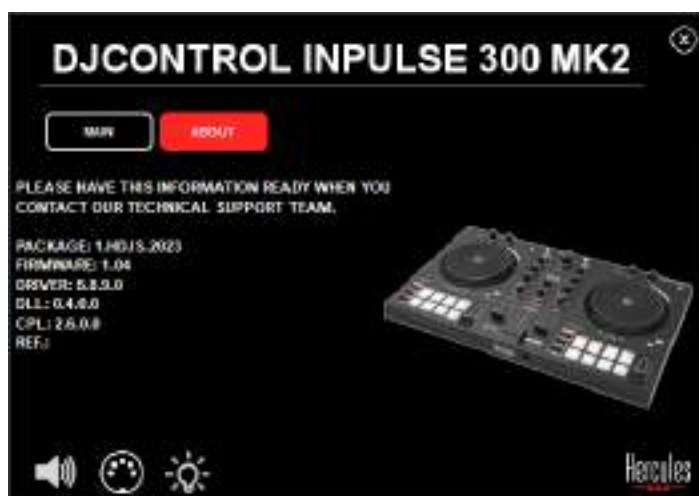 DJCONTROL INPULSE 300 MK2
MAIN
ABOUT
PLEASE HAVE THIS INFORMATION READY WHEN YOU
CONTACT OUR TECHNICAL SUPPORT TEAM.
PACKAGE: 1.HDJS.2023
FIRMWARE: 1.04
DRIVER: 5.8.9.0
DLL: 0.4.0.0
CPL: 2.6.0.0
REF.:
Hercules